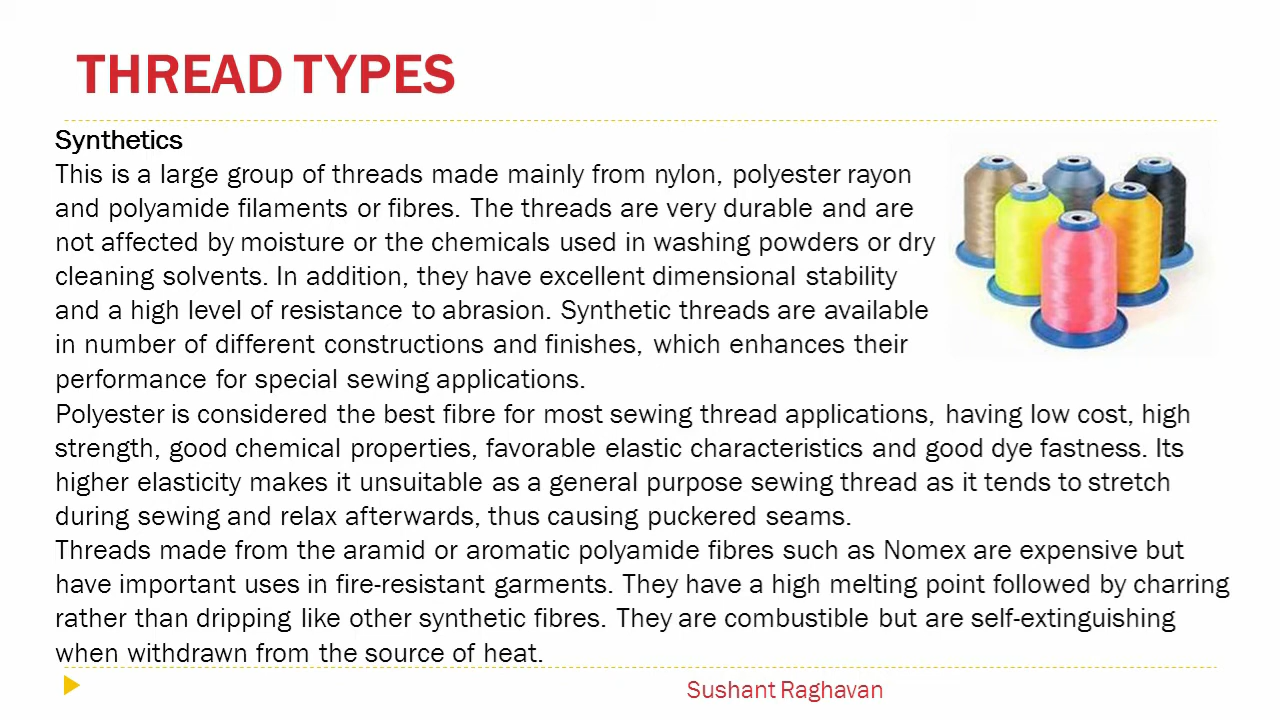 THREAD TYPES
Synthetics
This is a large group of threads made mainly from nylon, polyester rayon
and polyamide filaments or fibres. The threads are very durable and are
not affected by moisture or the chemicals used in washing powders or dry
cleaning solvents. In addition, they have excellent dimensional stability
and a high level of resistance to abrasion. Synthetic threads are available
in number of different constructions and finishes, which enhances their
performance for special sewing applications.
Polyester is considered the best fibre for most sewing thread applications, having low cost, high
strength, good chemical properties, favorable elastic characteristics and good dye fastness. Its
higher elasticity makes it unsuitable as a general purpose sewing thread as it tends to stretch
during sewing and relax afterwards, thus causing puckered seams.
Threads made from the aramid or aromatic polyamide fibres such as Nomex are expensive but
have important uses in fire-resistant garments. They have a high melting point followed by charring
rather than dripping like other synthetic fibres. They are combustible but are self-extinguishing
when withdrawn from the source of heat.
Sushant Raghavan